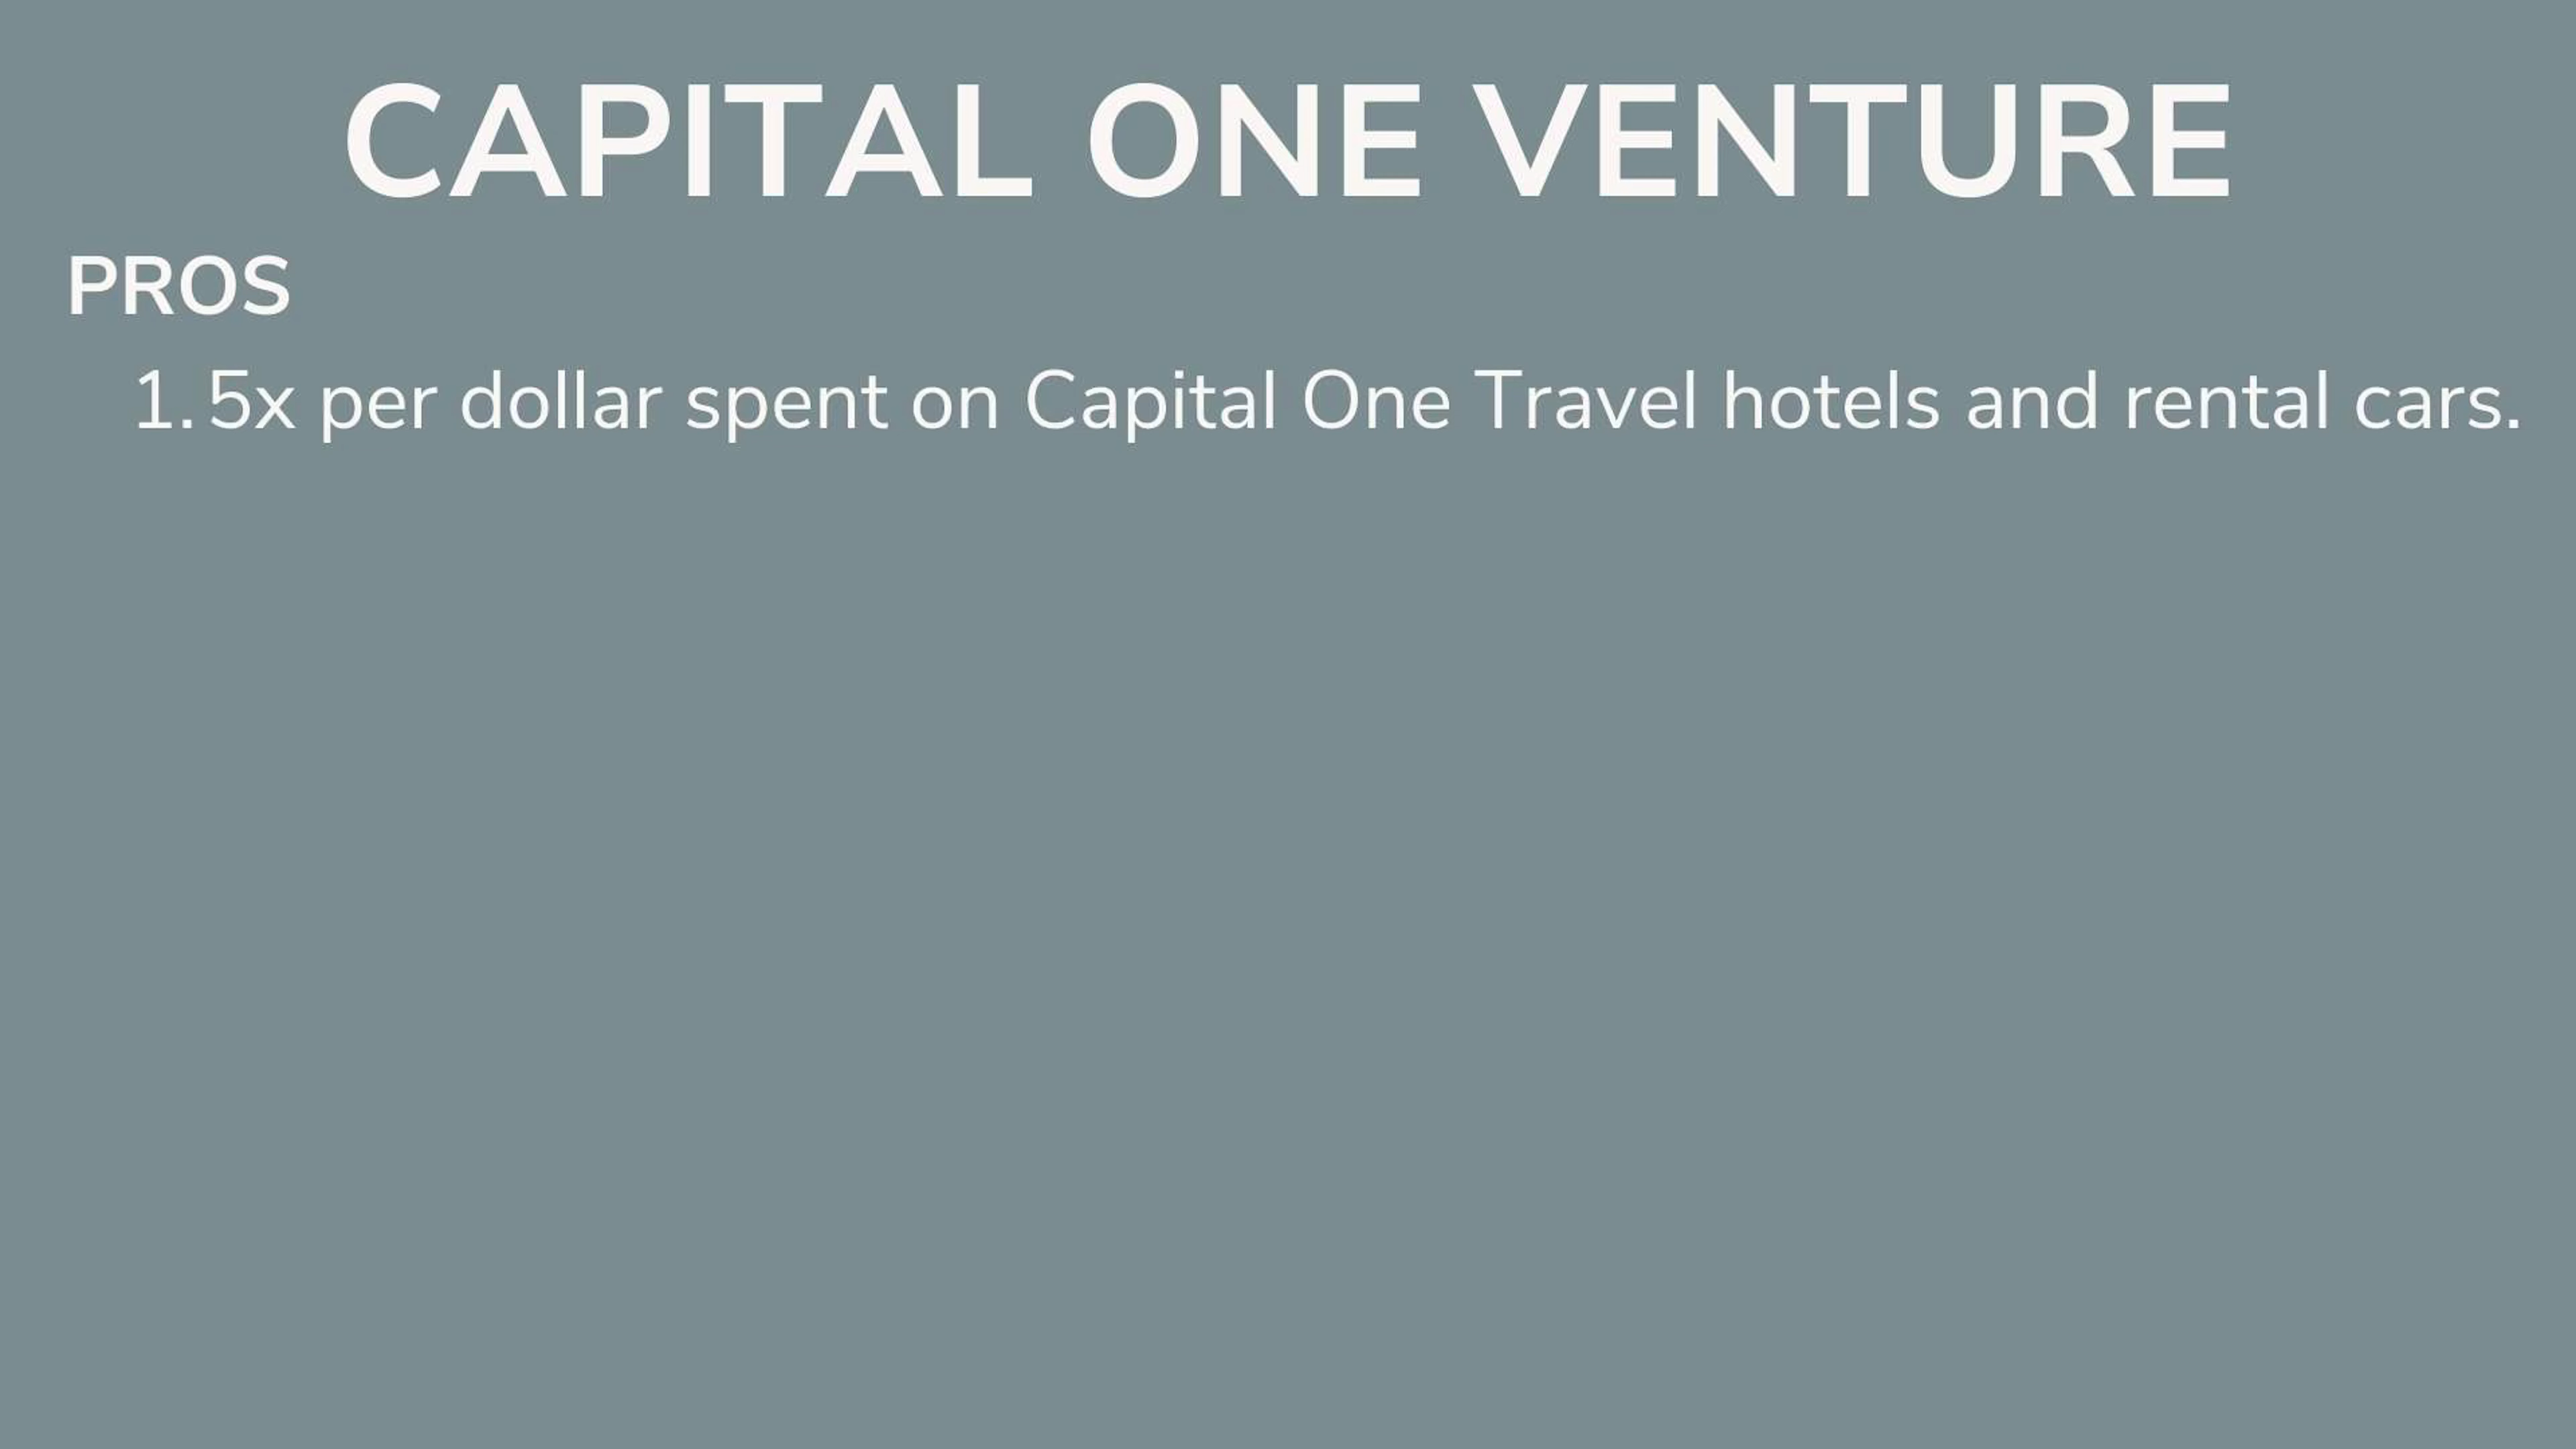 CAPITAL ONE VENTURE
PROS
1. 5x per dollar spent on Capital One Travel hotels and rental cars.